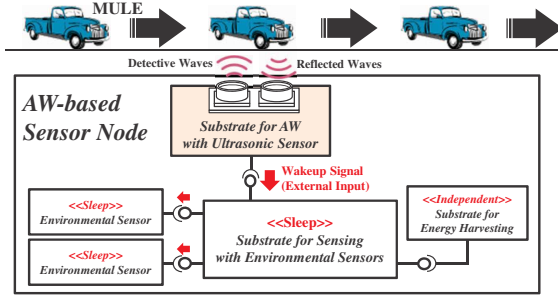 MULE
Detective Waves
Reflected Waves
AW-based
Sensor Node
Substrate for AW
with Ultrasonic Sensor
Wakeup Signal
(External Input)
<<Sleep>>
Environmental Sensor
<<Sleep>>
Environmental Sensor
<<Sleep>>
Substrate for Sensing
with Environmental Sensors
<<Independent>>
Substrate for
Energy Harvesting